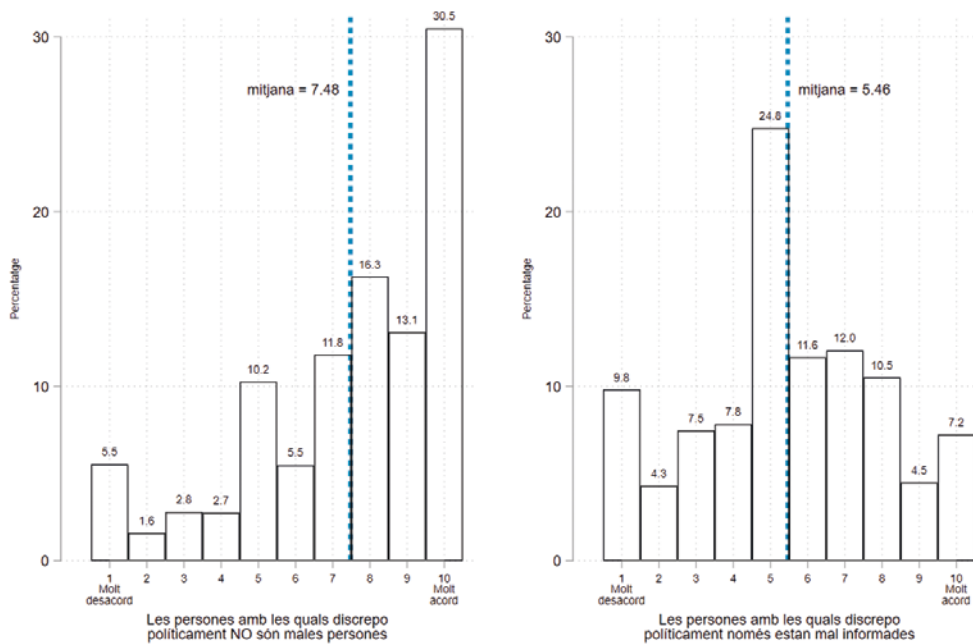 30.5
30
mitjana = 7.48
20
16.3
13.1
11.8
10.2
10
5.5
5.5
2.8
2.7
1.6
0
Percentatge
1 2 3 4 5 6 7 8 9 10
Molt Molt
desacord acord
Les persones amb les quals discrepo
políticament NO són males persones
30
mitjana = 5.46
24.8
20
11.6
12.0
10.5
10
9.8
7.5
7.8
7.2
4.3
4.5
0
Percentatge
1 2 3 4 5 6 7 8 9 10
Molt Molt
desacord acord
Les persones amb les quals discrepo
políticament només estan mal informades